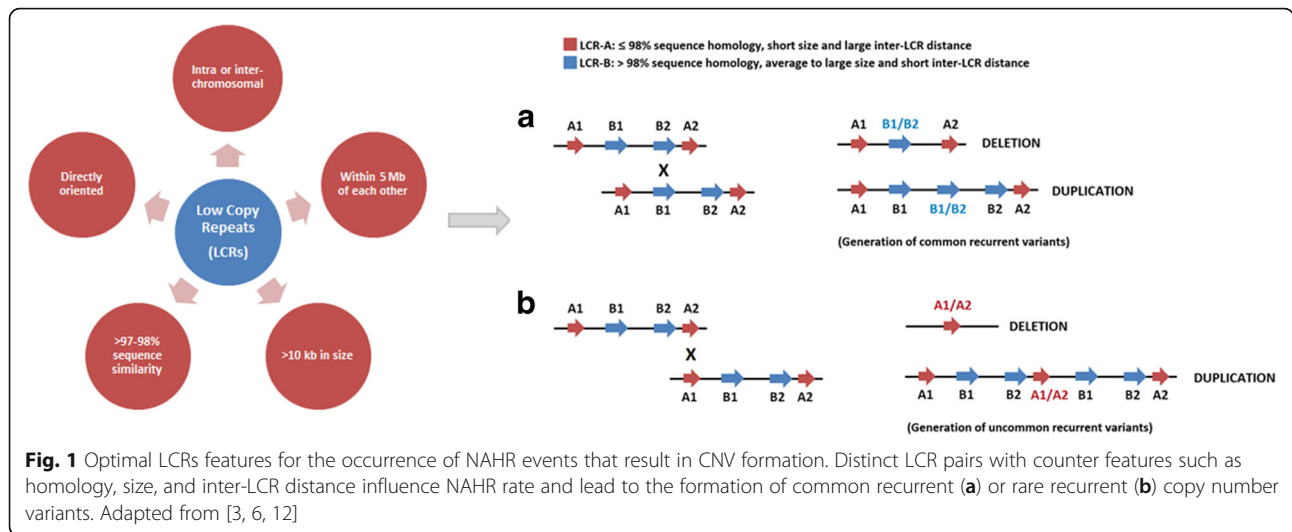 Intra or inter-
chromosomal
Directly
oriented
Within 5 Mb
of each other
Low Copy
Repeats
(LCRs)
>97-98%
sequence
similarity
>10 kb in size
LCR-A: ≤ 98% sequence homology, short size and large inter-LCR distance
LCR-B: > 98% sequence homology, average to large size and short inter-LCR distance
a
A1 B1 B2 A2
X
A1 B1 B2 A2
A1 B1/B2 A2
DELETION
DUPLICATION
A1 B1 B1/B2 B2 A2
(Generation of common recurrent variants)
b
A1 B1 B2 A2
X
A1 B1 B2 A2
A1/A2
DELETION
DUPLICATION
A1 B1 B2 A1/A2 B1 B2 A2
(Generation of uncommon recurrent variants)
Fig. 1 Optimal LCRs features for the occurrence of NAHR events that result in CNV formation. Distinct LCR pairs with counter features such as
homology, size, and inter-LCR distance influence NAHR rate and lead to the formation of common recurrent (a) or rare recurrent (b) copy number
variants. Adapted from [3, 6, 12]